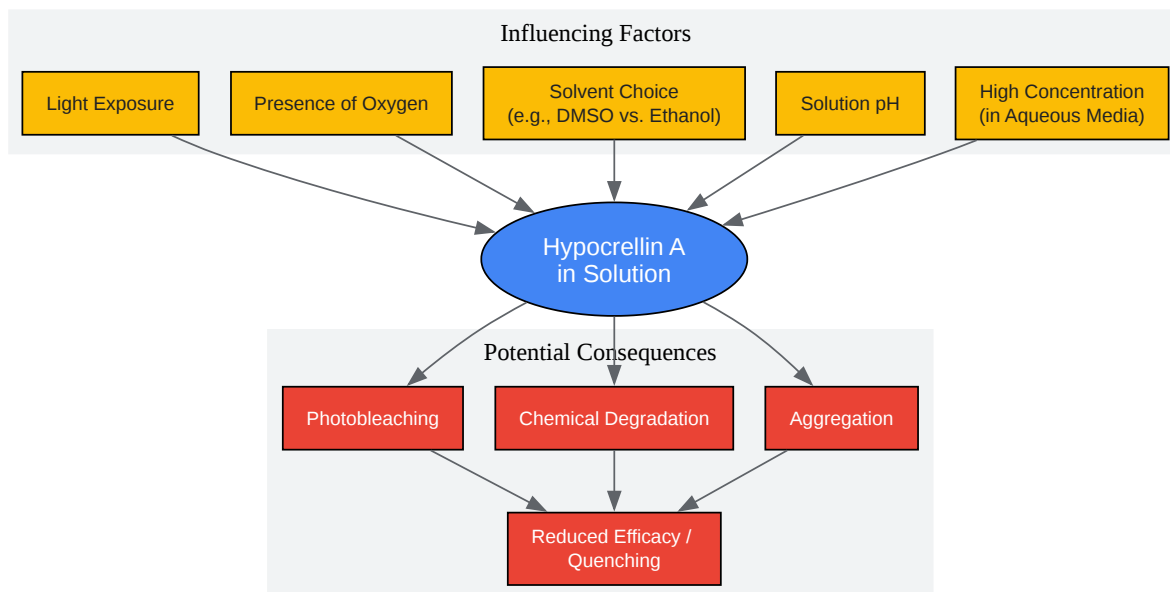 Influencing Factors
Light Exposure
Presence of Oxygen
Solvent Choice
(e.g., DMSO vs. Ethanol)
Solution pH
High Concentration
(in Aqueous Media)
Hypocrellin A
in Solution
Potential Consequences
Photobleaching
Chemical Degradation
Aggregation
Reduced Efficacy /
Quenching